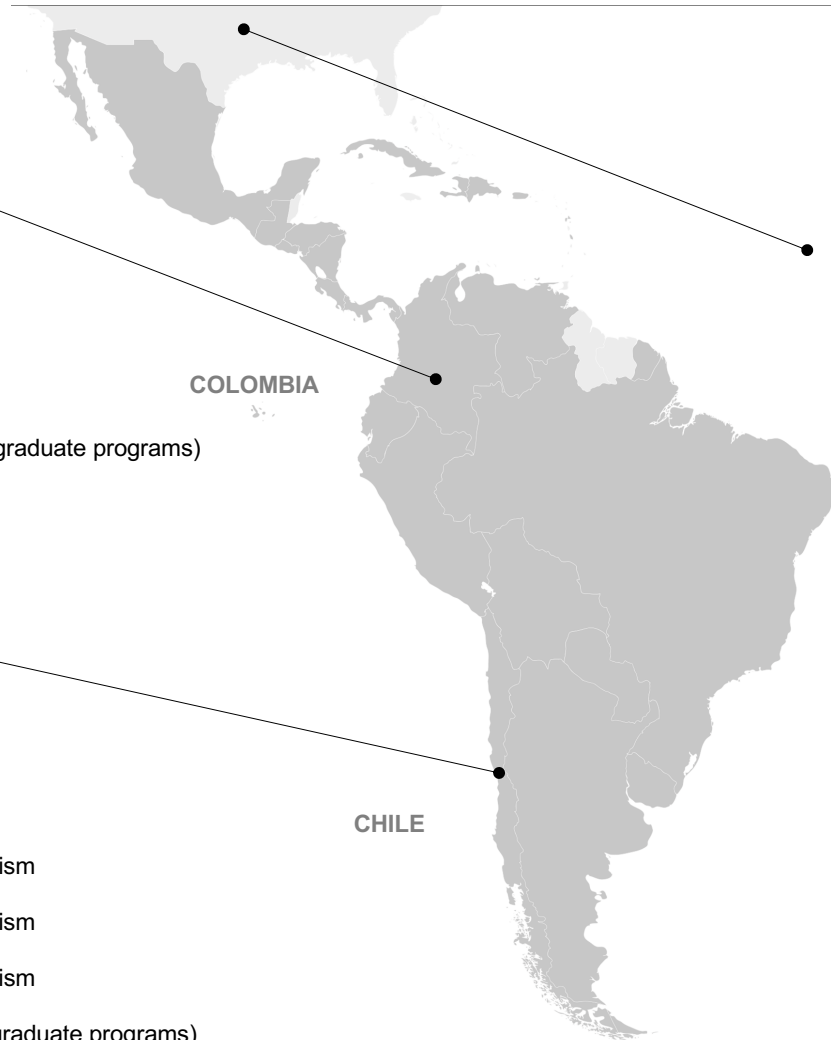 COLOMBIA
graduate programs)
CHILE
ism
ism
ism
graduate programs)